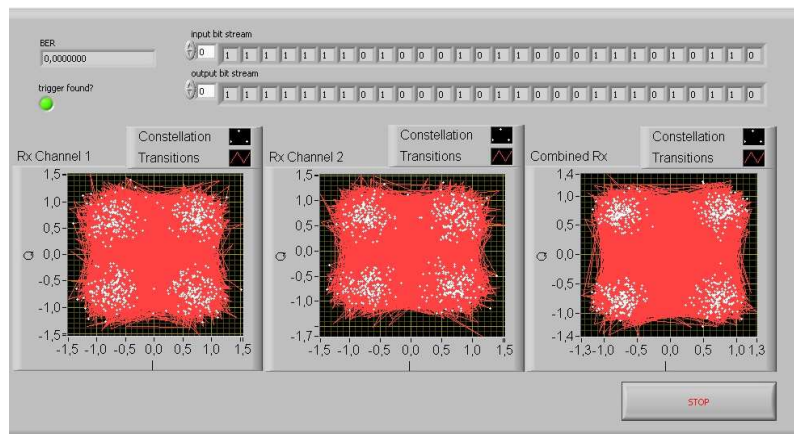 input bit stream
BER
0,0000000
0 1 1 1 1 1 1 0 1 0 0 0 0 1 0 1 1 1 0 0 1 1 1 0 1 0 1 1 0
output bit stream
trigger found?
0 1 1 1 1 1 1 0 1 0 0 0 0 1 0 1 1 1 0 0 1 1 1 0 1 0 1 1 0
Constellation
Rx Channel 1 Transitions
1,5
1,0
0,5
Q 0,0
-0,5
-1,0
-1,5
-1,5 -1,0 -0,5 0,0 0,5 1,0 1,5
I
Constellation
Rx Channel 2 Transitions
1,5
1,0
0,5
Q 0,0
-0,5
-1,0
-1,7
-1,5 -1,0 -0,5 0,0 0,5 1,0 1,5
I
Constellation
Combined Rx Transitions
1,4
1,0
0,5
Q 0,0
-0,5
-1,0
-1,4
-1,3 -1,0 -0,5 0,0 0,5 1,0 1,3
I
STOP